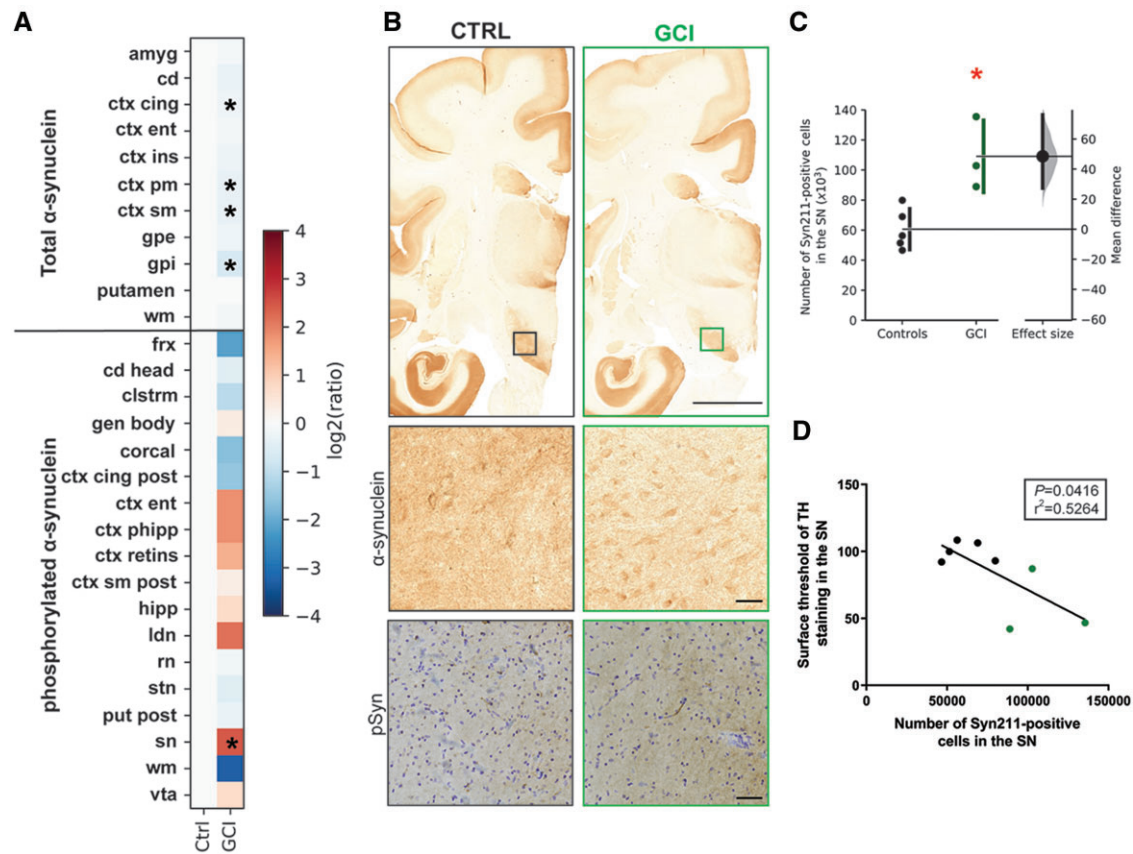 A
Total α-synuclein
amyg
cd
ctx cing
*
ctx ent
ctx ins
ctx pm
*
ctx sm
*
gpe
gpi
*
putamen
wm
phosphorylated α-synuclein
frx
cd head
clstrm
gen body
corcal
ctx cing post
ctx ent
ctx phipp
ctx retins
ctx sm post
hipp
ldn
rn
stn
put post
sn
*
wm
vta
Ctrl
GCI
4
3
2
1
0
−1
−2
−3
−4
log2(ratio)
B
CTRL
GCI
α-synuclein
pSyn
C
*
Number of Syn211-positive cells
in the SN (x10³)
140
120
100
80
60
40
20
0
Controls
GCI
Effect size
60
40
20
0
−20
−40
−60
Mean difference
D
P=0.0416
r²=0.5264
Surface threshold of TH
staining in the SN
150
100
50
0
0
50000
100000
150000
Number of Syn211-positive
cells in the SN